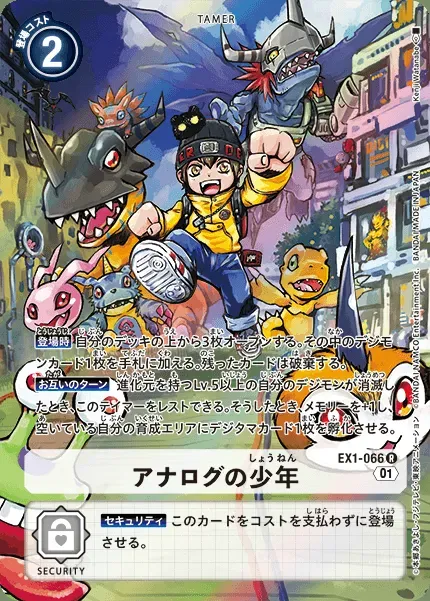 TAMER
登場コスト
2
Kenji Watanabe
登場時 自分のデッキの上から3枚オープンする。その中のデジモ
ンカード1枚を手札に加える。残ったカードは破棄する。
お互いのターン 進化元を持つLv.5以上の自分のデジモンが消滅し
たとき、このテイマーをレストできる。そうしたとき、メモリーを+1し、
空いている自分の育成エリアにデジタマカード1枚を孵化させる。
しょうねん
アナログの少年
EX1-066 R
01
セキュリティ このカードをコストを支払わずに登場
させる。
SECURITY
©本郷あきよし・フジテレビ・東映アニメーション
©BANDAI NAMCO Entertainment Inc. BANDAI MADE IN JAPAN